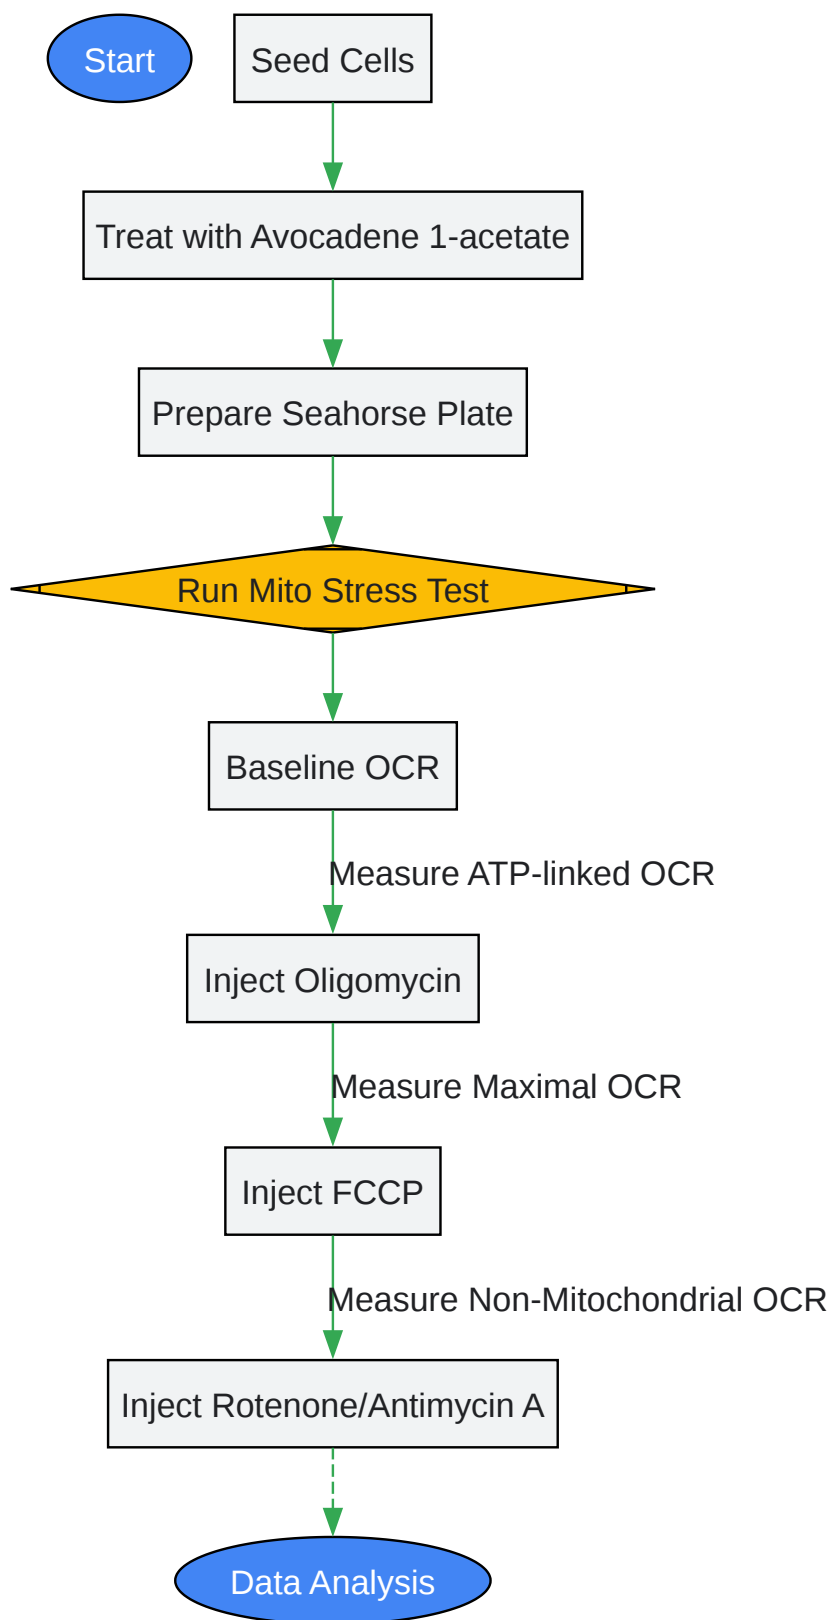 Start
Seed Cells
Treat with Avocadene 1-acetate
Prepare Seahorse Plate
Run Mito Stress Test
Baseline OCR
Measure ATP-linked OCR
Inject Oligomycin
Measure Maximal OCR
Inject FCCP
Measure Non-Mitochondrial OCR
Inject Rotenone/Antimycin A
Data Analysis